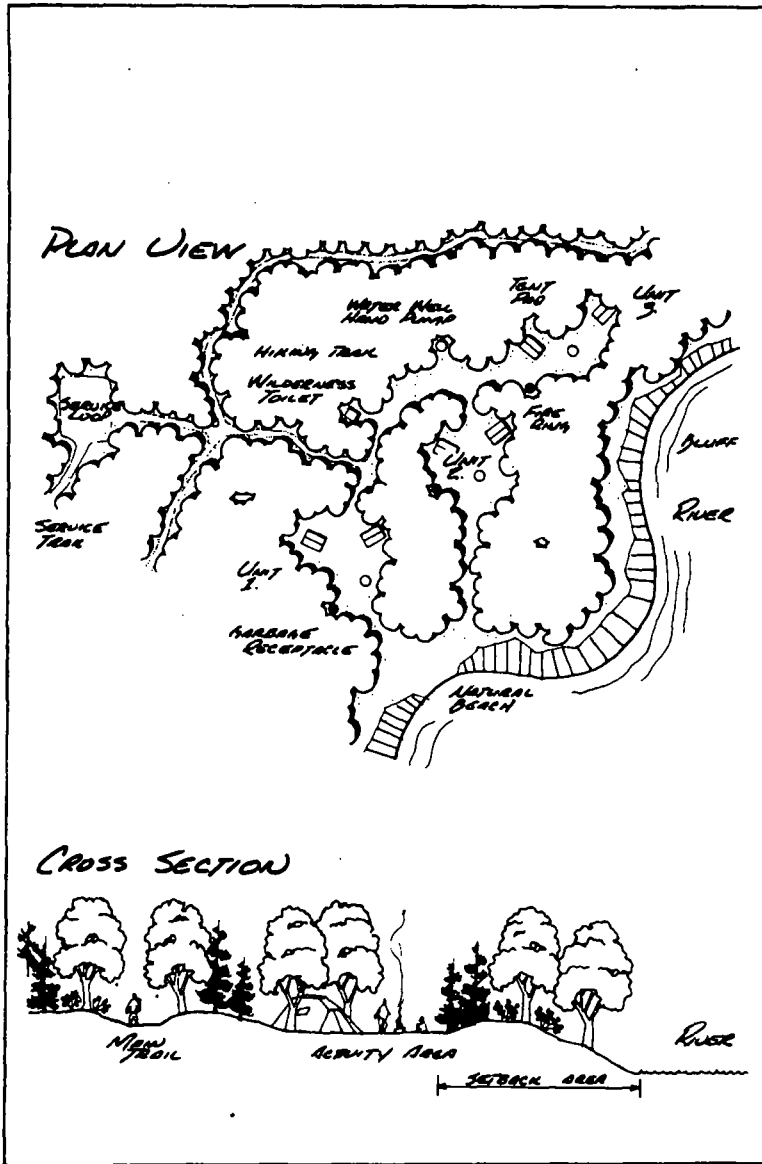 PLAN VIEW
TENT
PAD
UNIT
3.
WATER WELL
HAND PUMP
HIKING TRAIL
WILDERNESS
TOILET
SERVICE
LOOP
FIRE
RING
UNIT
2.
BLUFF
RIVER
SERVICE
TRAIL
UNIT
1.
GARBAGE
RECEPTACLE
NATURAL
BEACH
CROSS SECTION
MAIN
TRAIL
ACTIVITY AREA
RIVER
SETBACK AREA